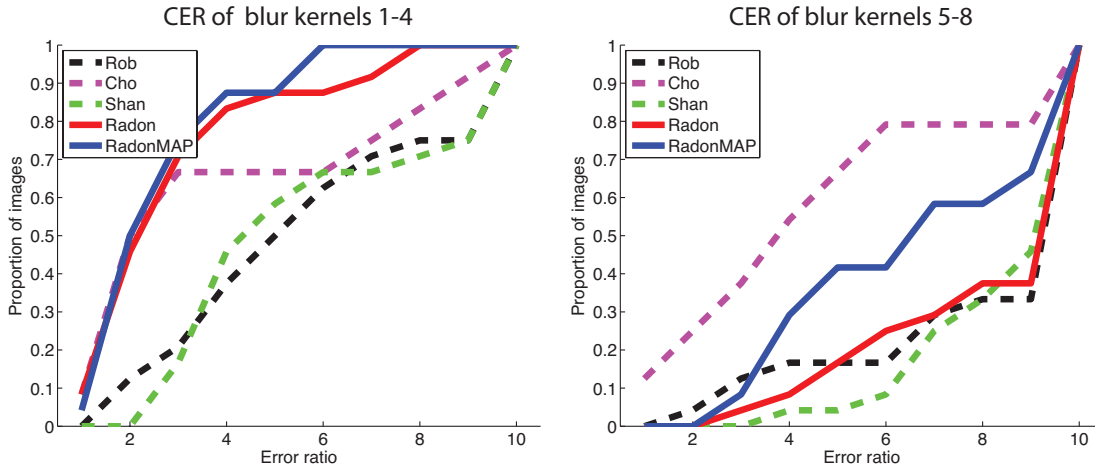 CER of blur kernels 1-4
1
0.9
0.8
0.7
0.6
0.5
0.4
0.3
0.2
0.1
0
Proportion of images
Rob
Cho
Shan
Radon
RadonMAP
2
4
6
8
10
Error ratio
CER of blur kernels 5-8
1
0.9
0.8
0.7
0.6
0.5
0.4
0.3
0.2
0.1
0
Proportion of images
Rob
Cho
Shan
Radon
RadonMAP
2
4
6
8
10
Error ratio